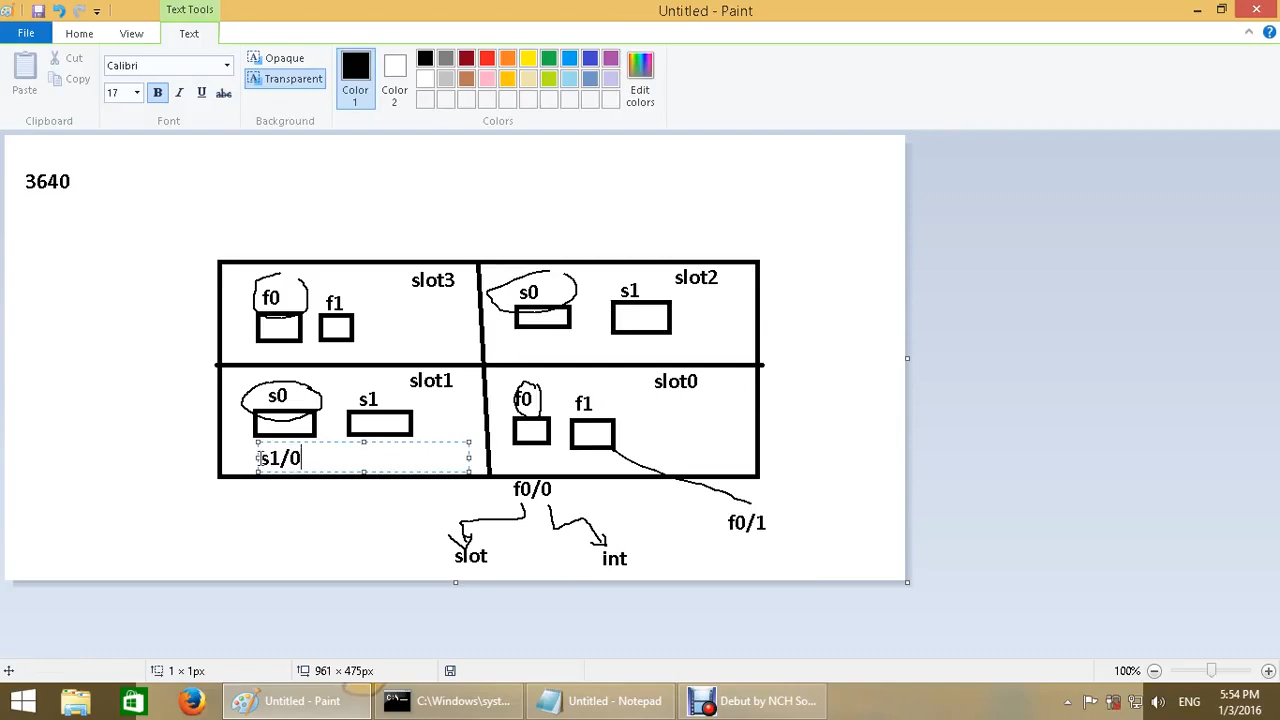 Untitled - Paint
Text Tools
File
Home
View
Text
Paste
Cut
Copy
Clipboard
Calibri
17
B
I
U
abc
Font
Opaque
Transparent
Background
Color 1
Color 2
Edit colors
Colors
3640
slot3
f0
f1
slot2
s0
s1
slot1
s0
s1
s1/0
slot0
f0
f1
f0/0
f0/1
slot
int
1 × 1px
961 × 475px
100%
Untitled - Paint
C:\Windows\syst...
Untitled - Notepad
Debut by NCH So...
ENG
5:54 PM
1/3/2016